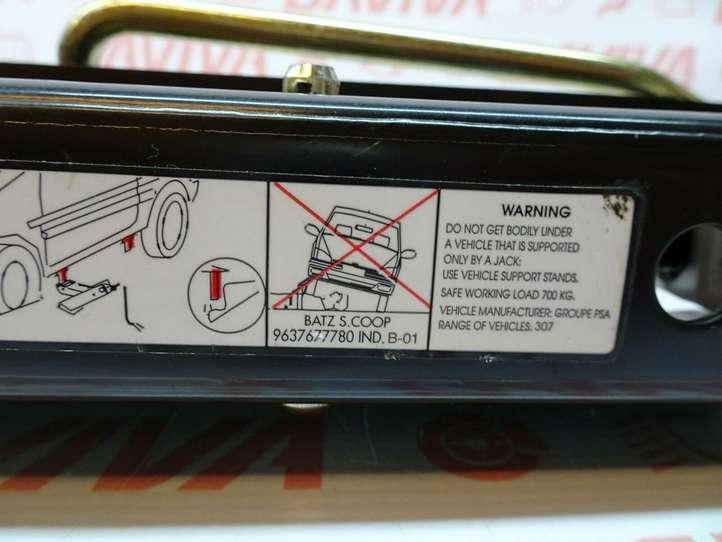 BATZ S.COOP
9637677780 IND. B-01
WARNING
DO NOT GET BODILY UNDER
A VEHICLE THAT IS SUPPORTED
ONLY BY A JACK:
USE VEHICLE SUPPORT STANDS.
SAFE WORKING LOAD 700 KG.
VEHICLE MANUFACTURER: GROUPE PSA
RANGE OF VEHICLES: 307